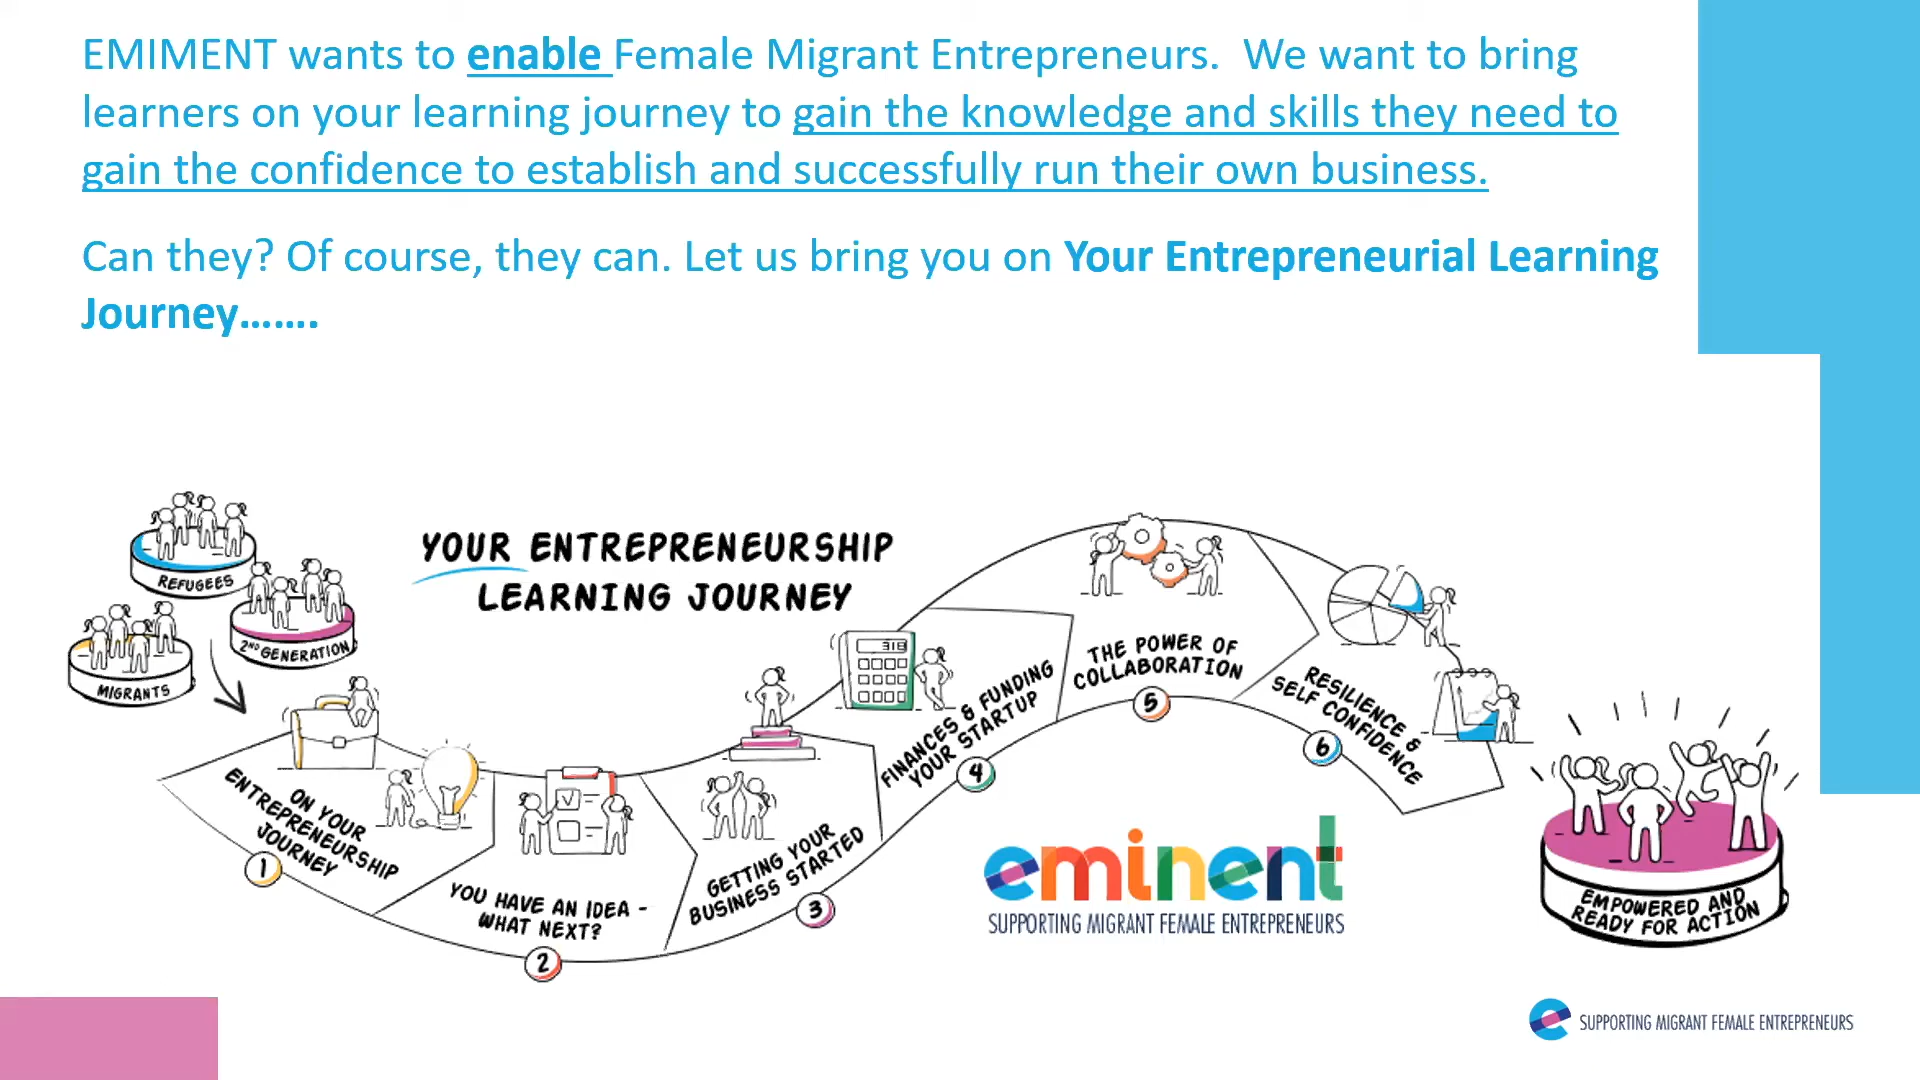 EMIMENT wants to enable Female Migrant Entrepreneurs. We want to bring
learners on your learning journey to gain the knowledge and skills they need to
gain the confidence to establish and successfully run their own business.
Can they? Of course, they can. Let us bring you on Your Entrepreneurial Learning
Journey.......
REFUGEES
2ND GENERATION
MIGRANTS
YOUR ENTREPRENEURSHIP
LEARNING JOURNEY
ON YOUR
ENTREPRENEURSHIP
JOURNEY
1
YOU HAVE AN IDEA -
WHAT NEXT?
2
GETTING YOUR
BUSINESS STARTED
3
318
FINANCES & FUNDING
YOUR STARTUP
4
THE POWER OF
COLLABORATION
5
RESILIENCE &
SELF CONFIDENCE
6
eminent
SUPPORTING MIGRANT FEMALE ENTREPRENEURS
EMPOWERED AND
READY FOR ACTION
e SUPPORTING MIGRANT FEMALE ENTREPRENEURS